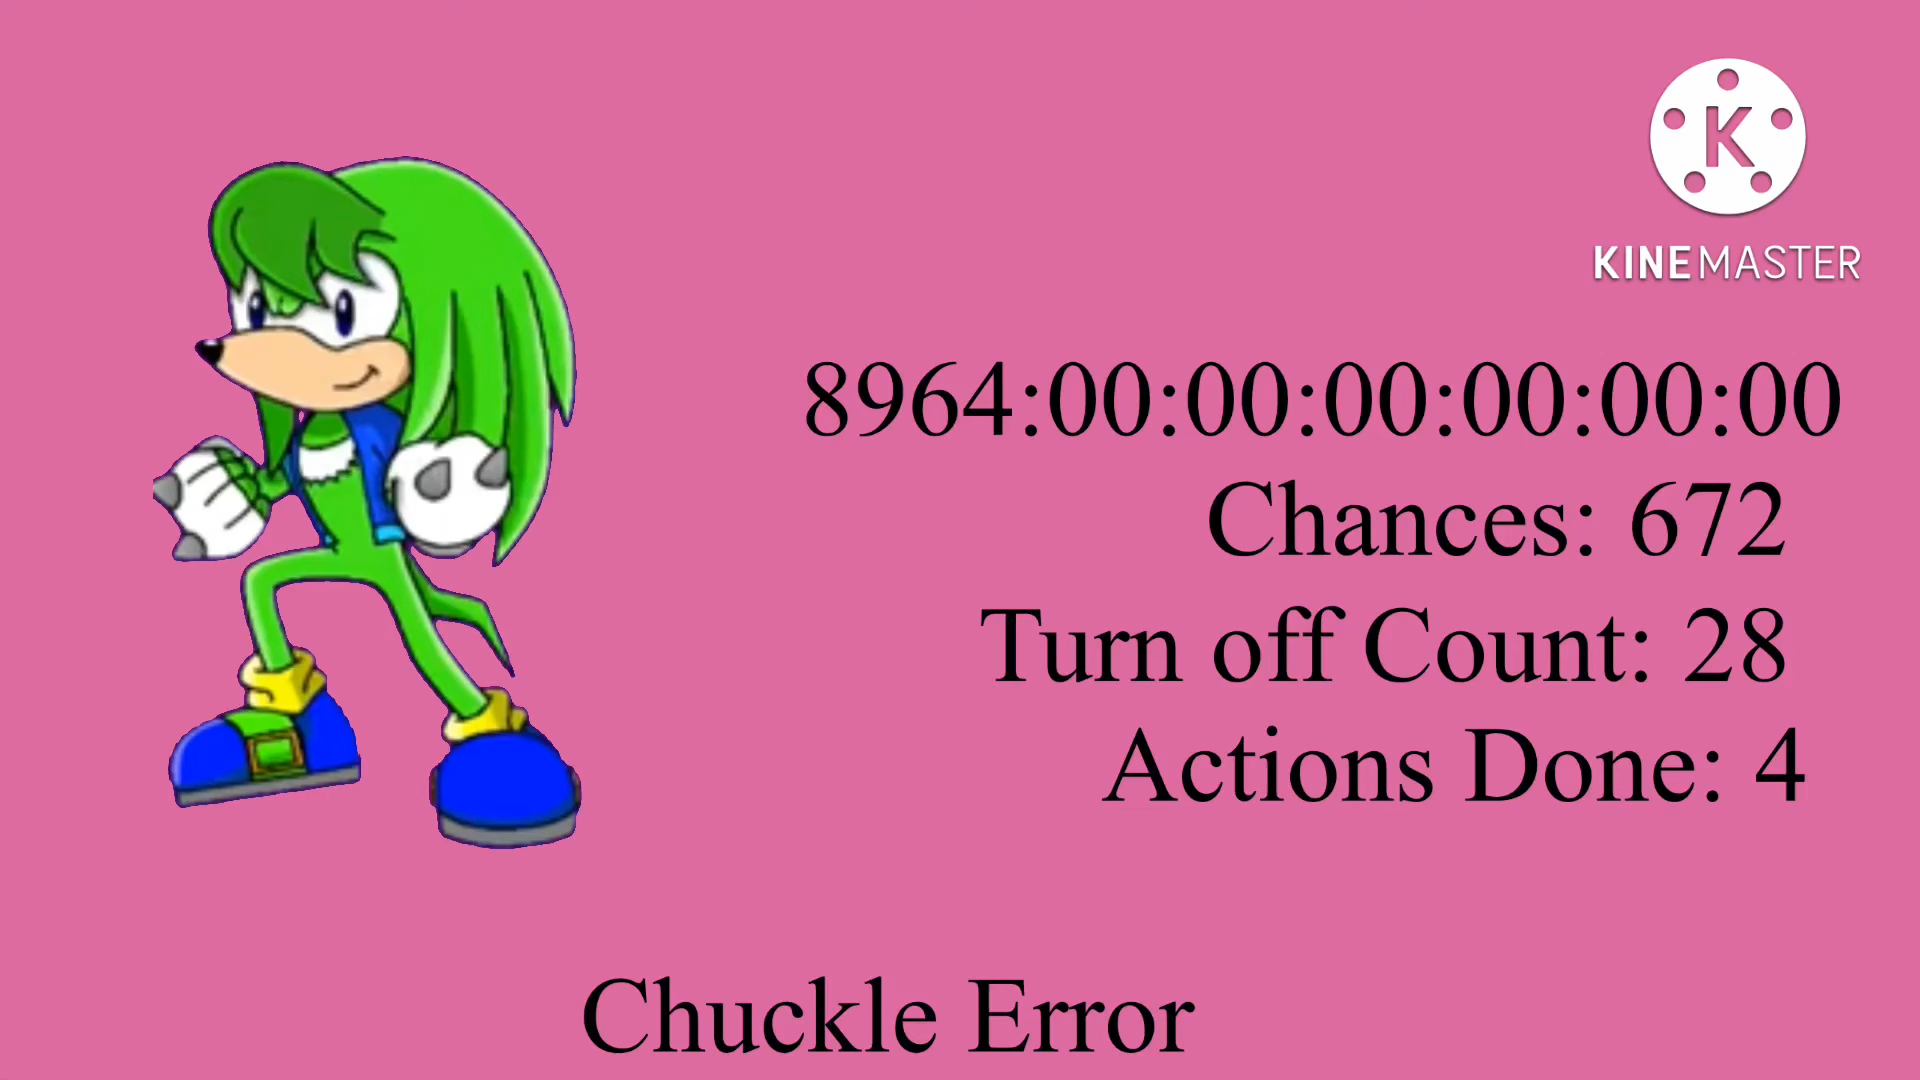 K
KINEMASTER
8964:00:00:00:00:00:00
Chances: 672
Turn off Count: 28
Actions Done: 4
Chuckle Error